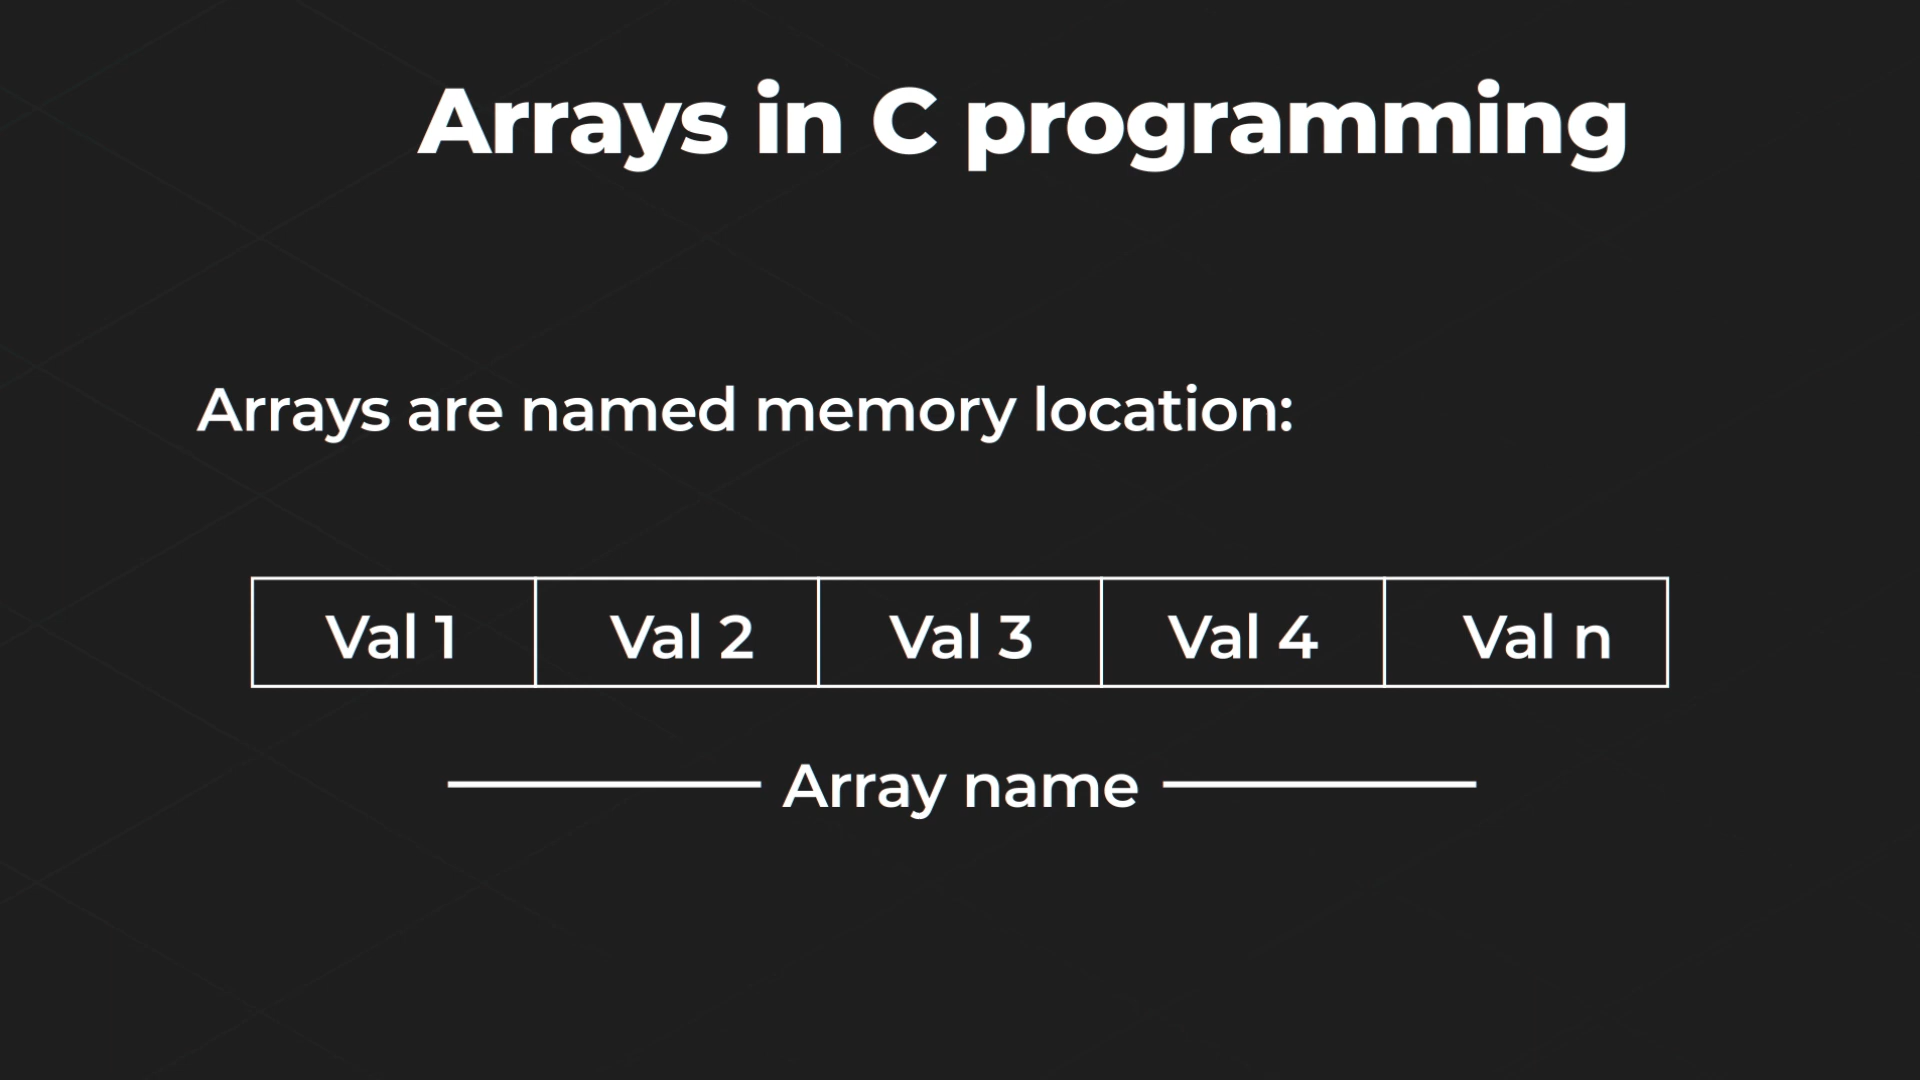 Arrays in C programming
Arrays are named memory location:
Val 1 Val 2 Val 3 Val 4 Val n
Array name